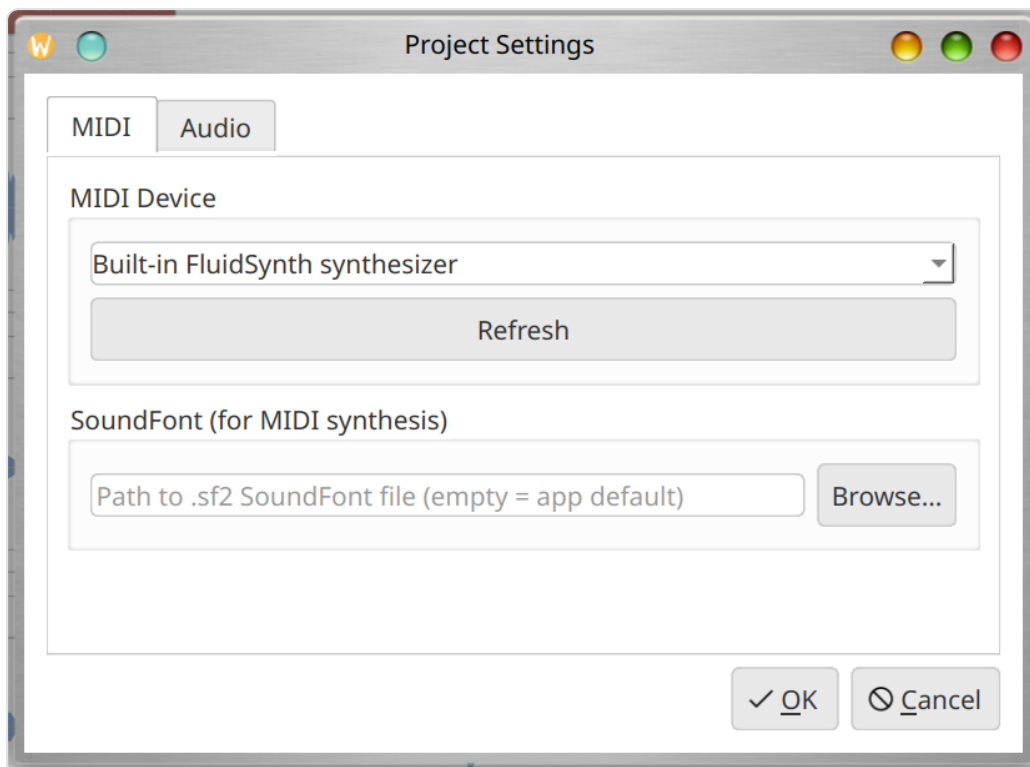 Project Settings
MIDI
Audio
MIDI Device
Built-in FluidSynth synthesizer
Refresh
SoundFont (for MIDI synthesis)
Path to .sf2 SoundFont file (empty = app default)
Browse...
OK
Cancel